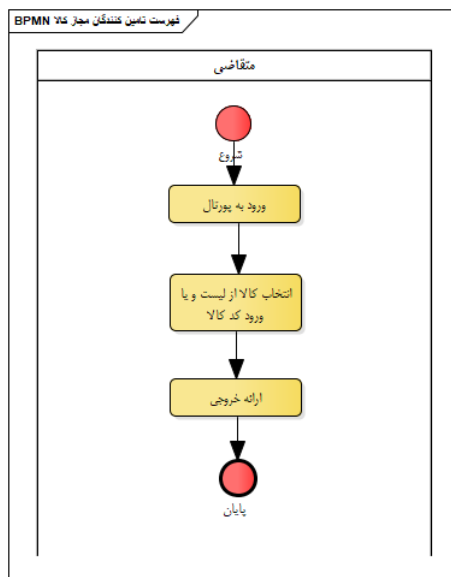 BPMN فهرست تامین کنندگان مجاز کالا
متقاضی
شروع
ورود به پورتال
انتخاب کالا از لیست و یا
ورود کد کالا
ارائه خروجی
پایان